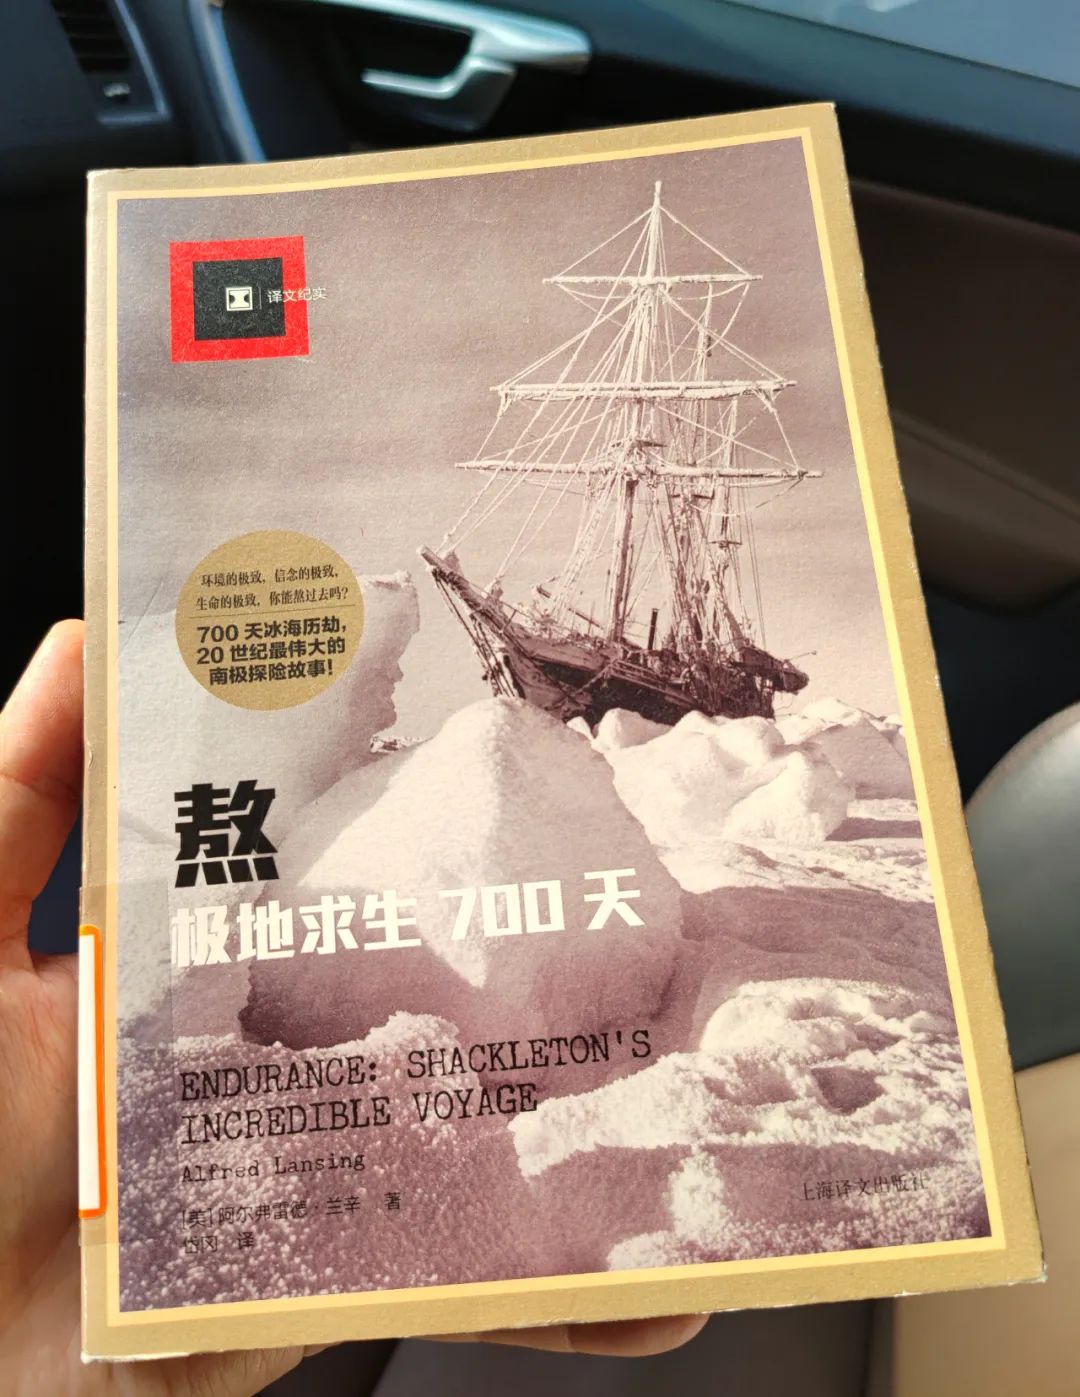 译文纪实
环境的极致，信念的极致，
生命的极致，你能熬过去吗？
700 天冰海历劫，
20 世纪最伟大的
南极探险故事！
熬
极地求生 700 天
ENDURANCE: SHACKLETON'S
INCREDIBLE VOYAGE
Alfred Lansing
[美] 阿尔弗雷德·兰辛 著
岱冈 译
上海译文出版社